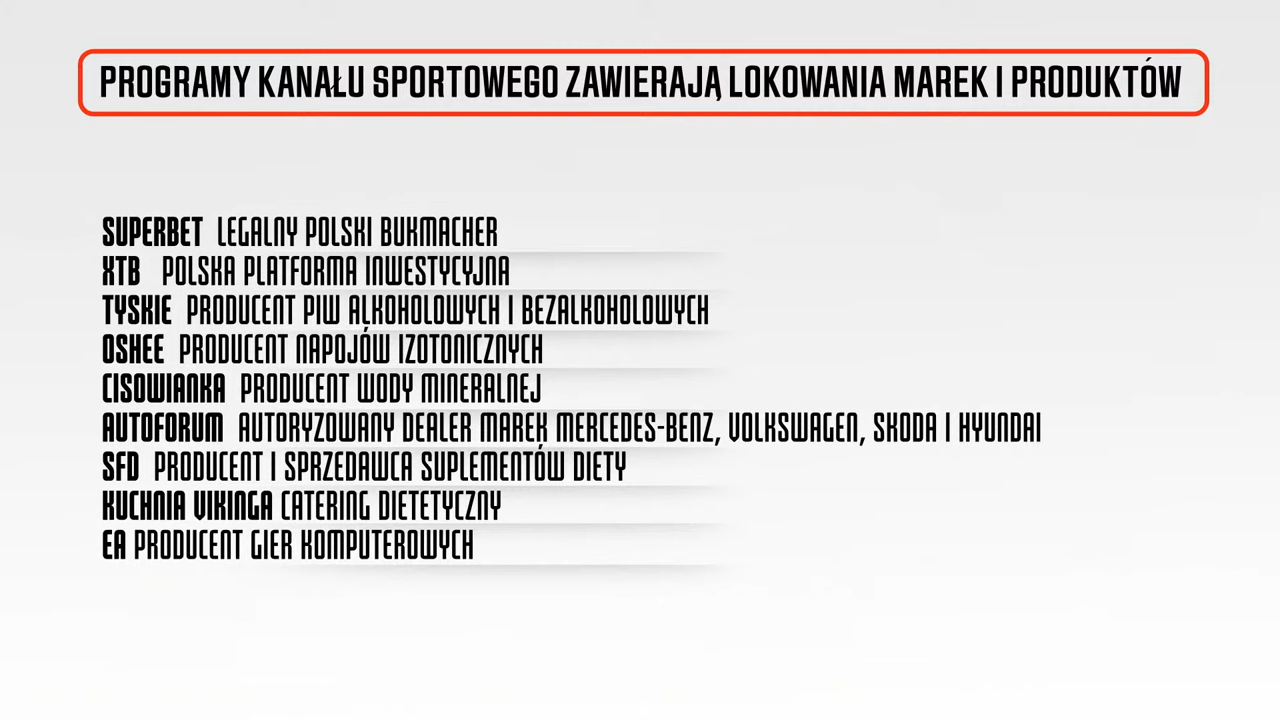 PROGRAMY KANAŁU SPORTOWEGO ZAWIERAJĄ LOKOWANIA MAREK I PRODUKTÓW
SUPERBET LEGALNY POLSKI BUKMACHER
XTB POLSKA PLATFORMA INWESTYCYJNA
TYSKIE PRODUCENT PIW ALKOHOLOWYCH I BEZALKOHOLOWYCH
OSHEE PRODUCENT NAPOJÓW IZOTONICZNYCH
CISOWIANKA PRODUCENT WODY MINERALNEJ
AUTOFORUM AUTORYZOWANY DEALER MAREK MERCEDES-BENZ, VOLKSWAGEN, SKODA I HYUNDAI
SFD PRODUCENT I SPRZEDAWCA SUPLEMENTÓW DIETY
KUCHNIA VIKINGA CATERING DIETETYCZNY
EA PRODUCENT GIER KOMPUTEROWYCH